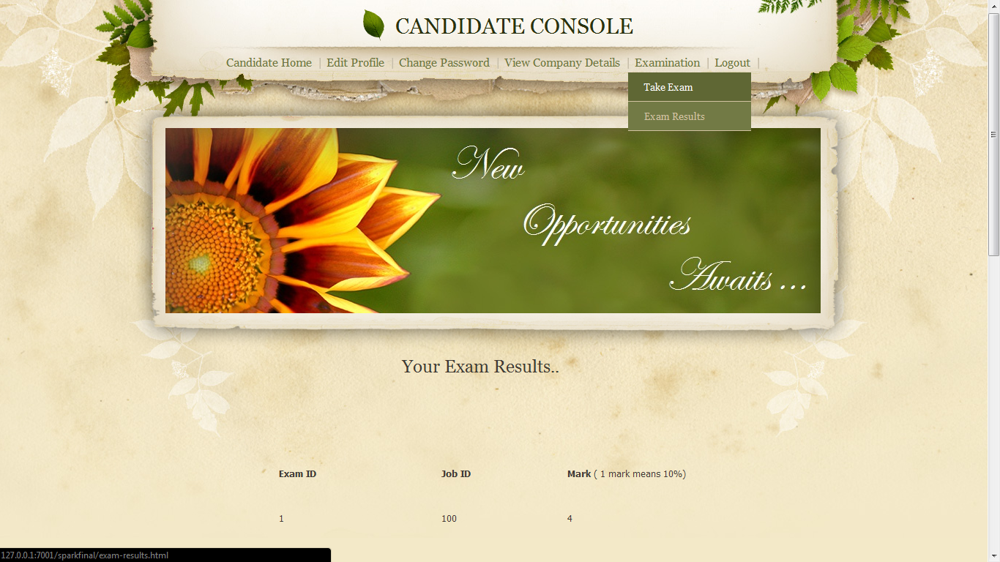 CANDIDATE CONSOLE
Candidate Home | Edit Profile | Change Password | View Company Details | Examination | Logout |
Take Exam
Exam Results
New
Opportunities
Awaits ...
Your Exam Results..
Exam ID Job ID Mark ( 1 mark means 10%)
1 100 4
127.0.0.1:7001/sparkfinal/exam-results.html